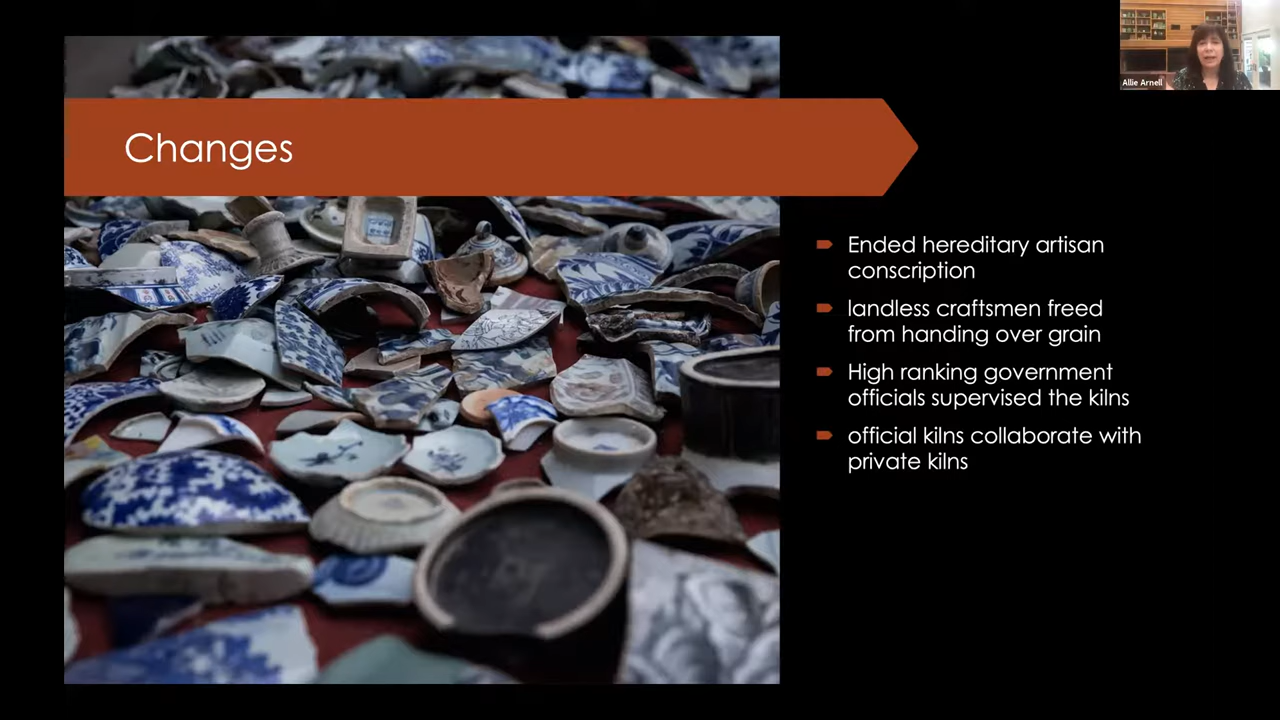 Allie Arnell
Changes
Ended hereditary artisan
conscription
landless craftsmen freed
from handing over grain
High ranking government
officials supervised the kilns
official kilns collaborate with
private kilns